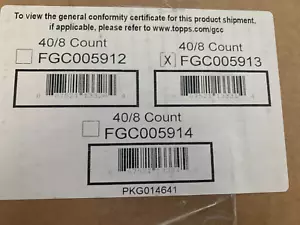 To view the general conformity certificate for this product shipment,
if applicable, please refer to www.topps.com/gcc
40/8 Count 40/8 Count
FGC005912 X FGC005913
40/8 Count
FGC005914
PKG014641